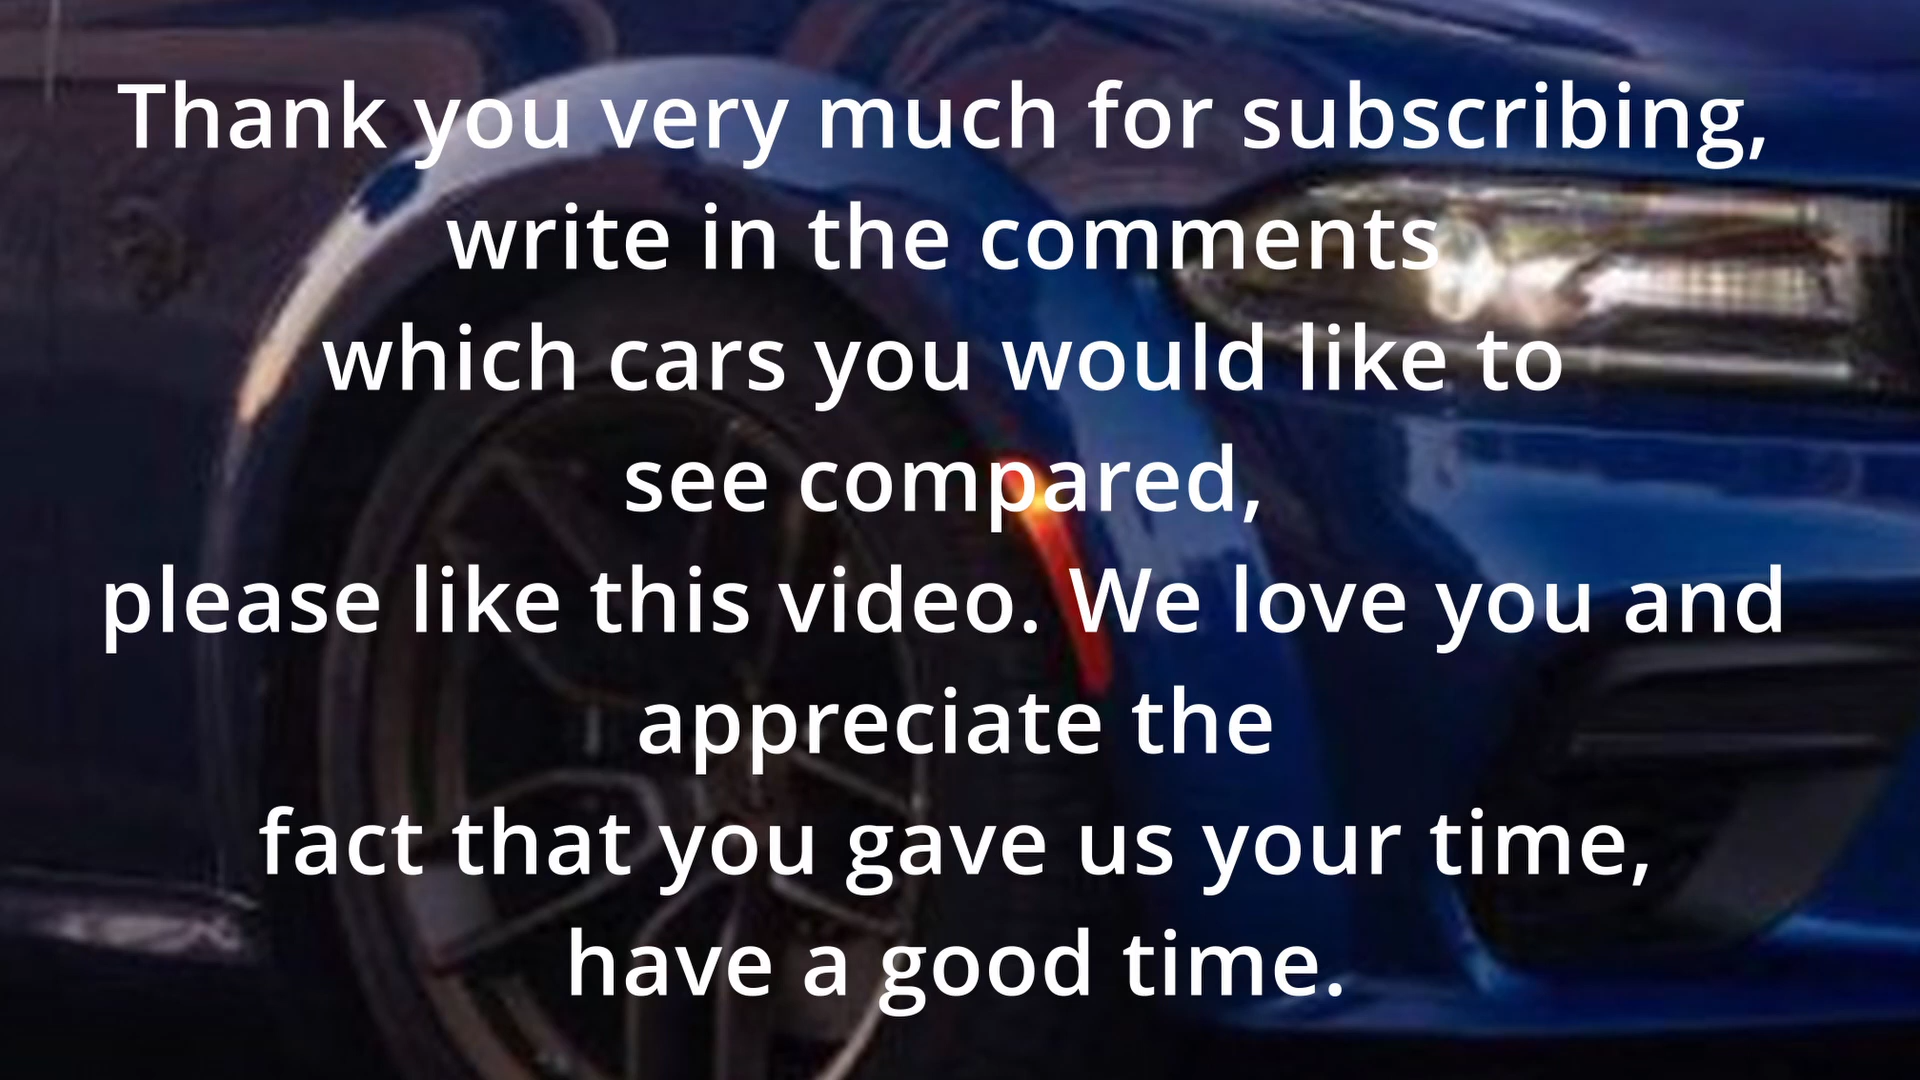 Thank you very much for subscribing,
write in the comments
which cars you would like to
see compared,
please like this video. We love you and
appreciate the
fact that you gave us your time,
have a good time.